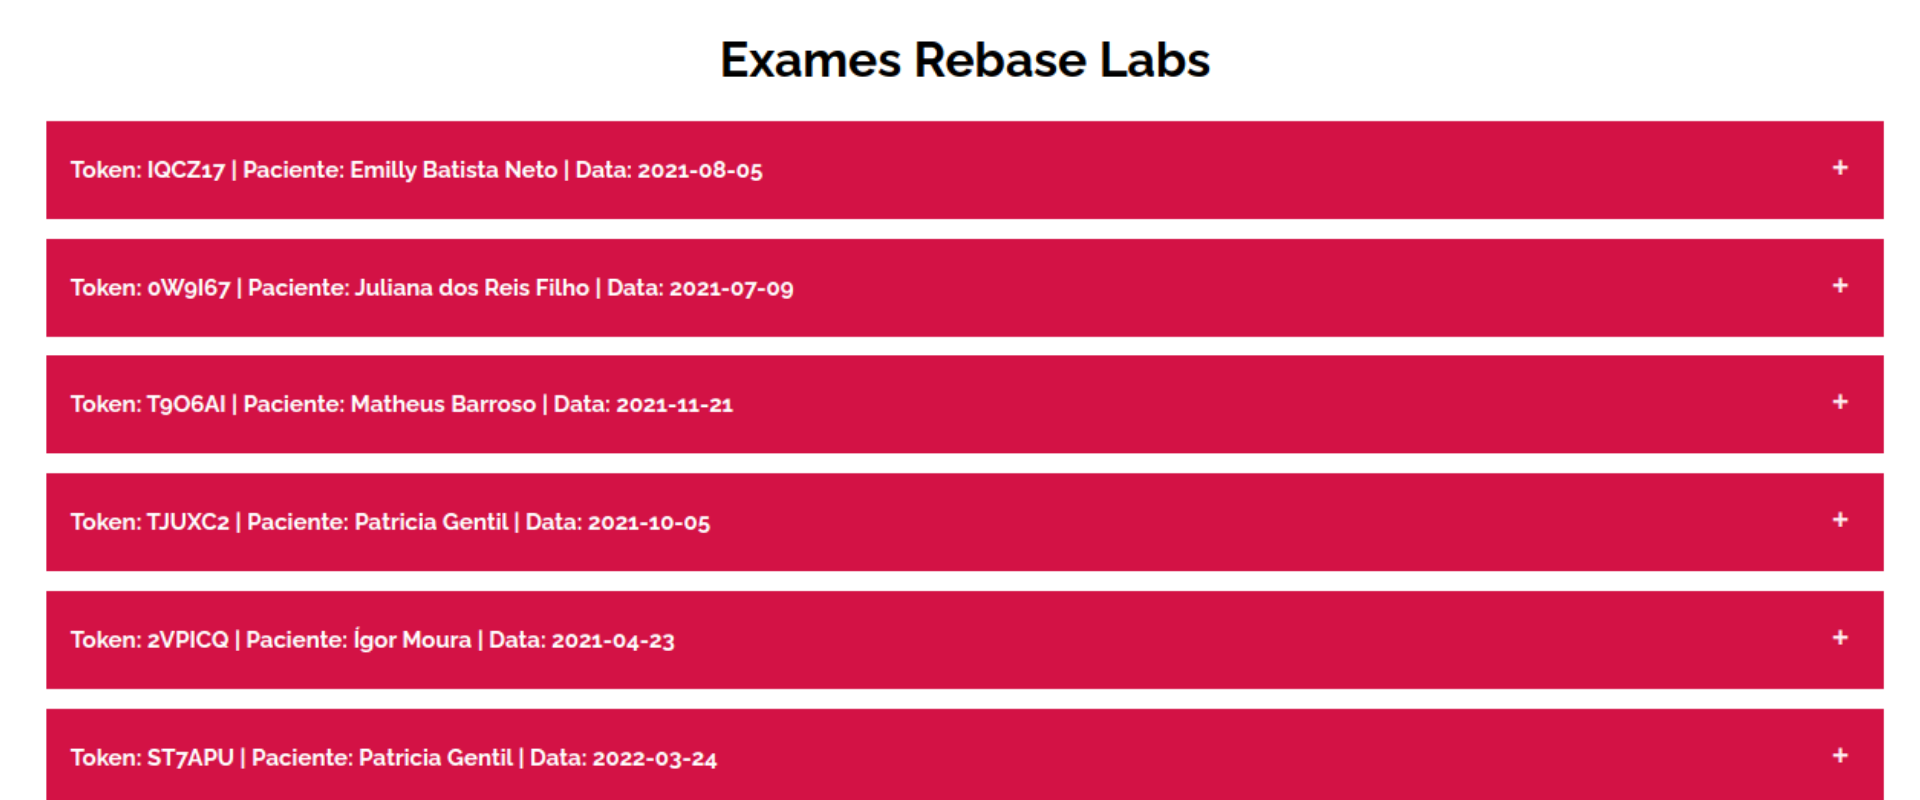 Exames Rebase Labs
Token: IQCZ17 | Paciente: Emilly Batista Neto | Data: 2021-08-05 +
Token: 0W9I67 | Paciente: Juliana dos Reis Filho | Data: 2021-07-09 +
Token: T9O6AI | Paciente: Matheus Barroso | Data: 2021-11-21 +
Token: TJUXC2 | Paciente: Patricia Gentil | Data: 2021-10-05 +
Token: 2VPICQ | Paciente: Ígor Moura | Data: 2021-04-23 +
Token: ST7APU | Paciente: Patricia Gentil | Data: 2022-03-24 +